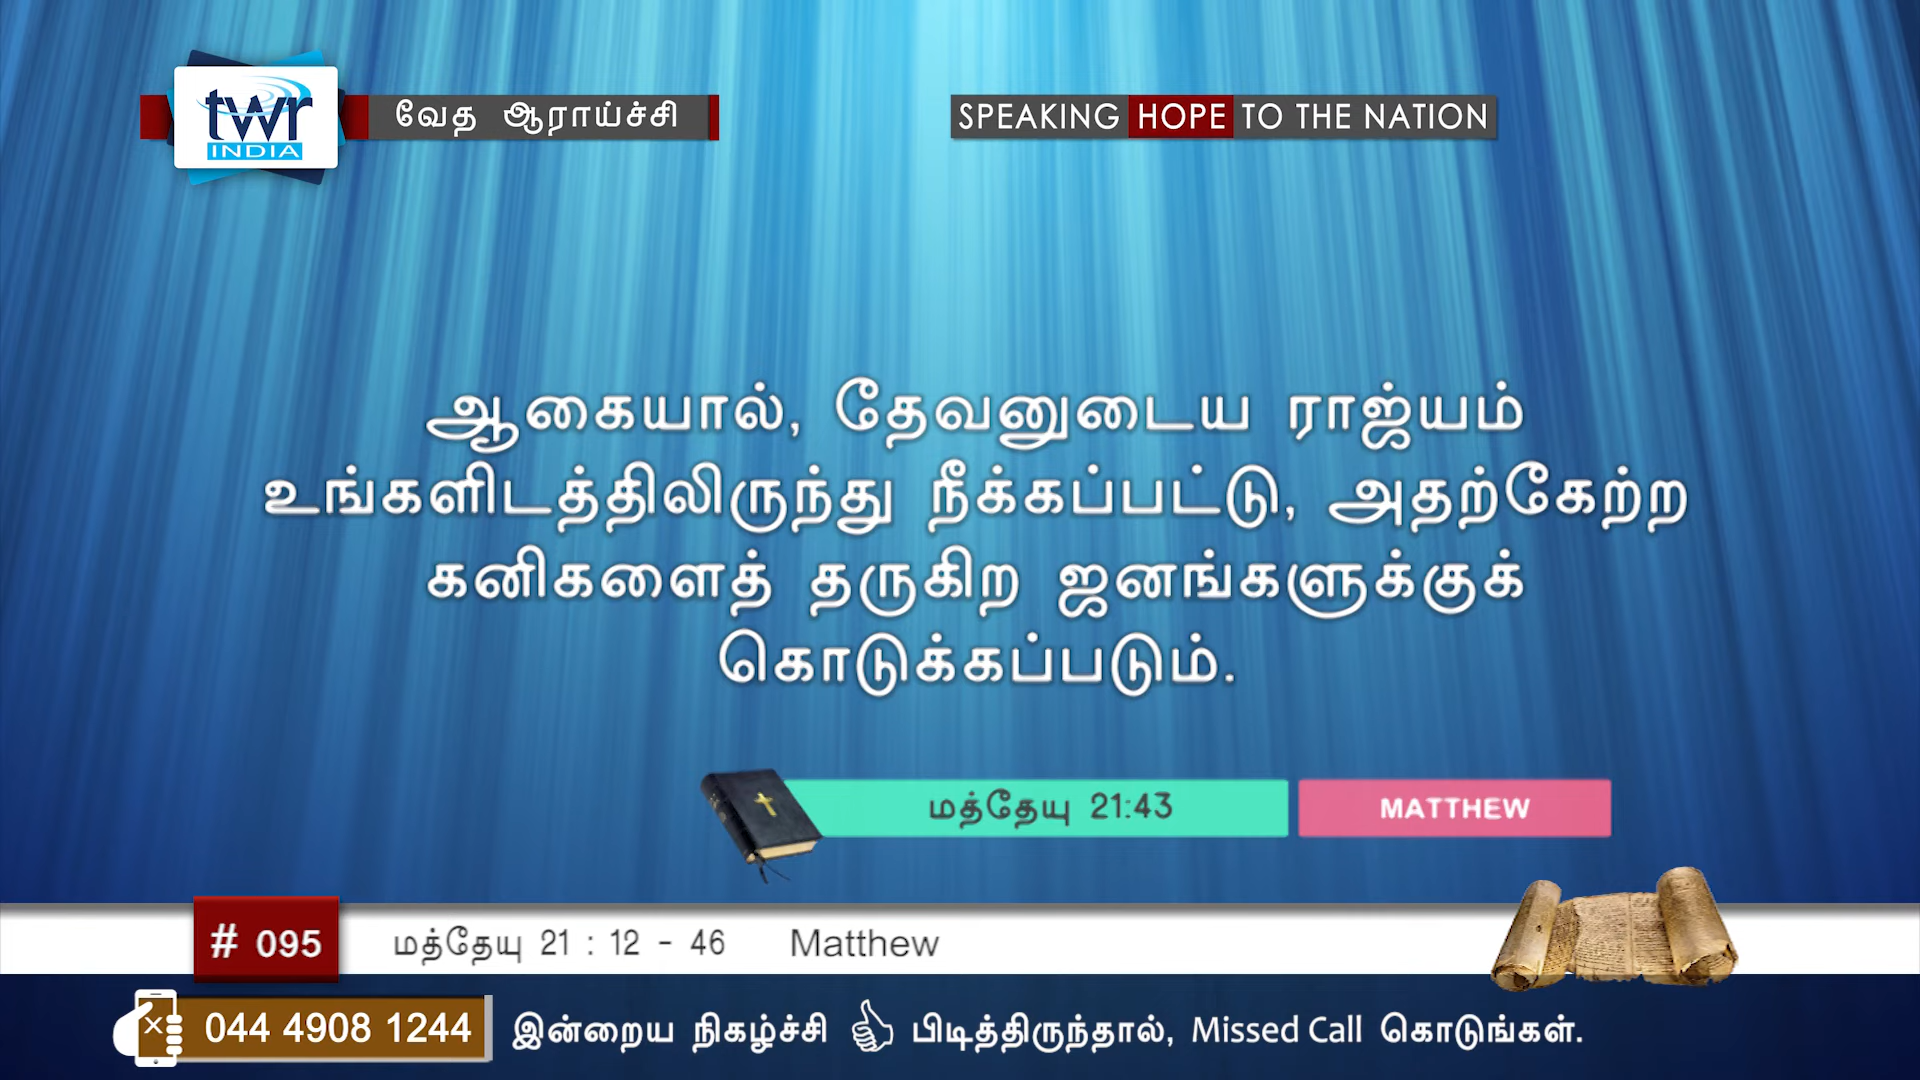 twr
INDIA
வேத ஆராய்ச்சி
SPEAKING HOPE TO THE NATION
ஆகையால், தேவனுடைய ராஜ்யம்
உங்களிடத்திலிருந்து நீக்கப்பட்டு, அதற்கேற்ற
கனிகளைத் தருகிற ஜனங்களுக்குக்
கொடுக்கப்படும்.
மத்தேயு 21:43
MATTHEW
# 095
மத்தேயு 21 : 12 - 46 Matthew
044 4908 1244
இன்றைய நிகழ்ச்சி பிடித்திருந்தால், Missed Call கொடுங்கள்.